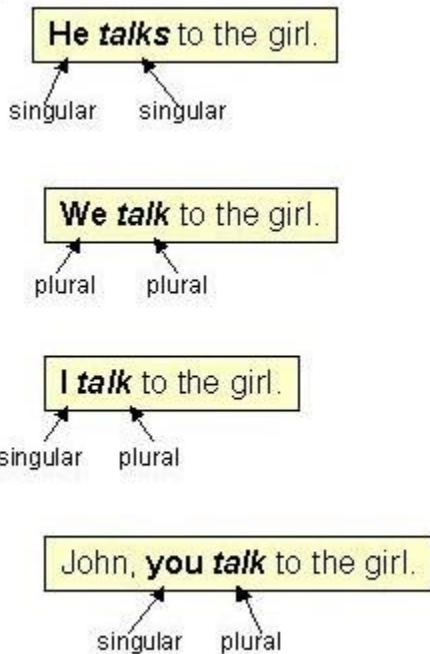 He talks to the girl.
singular singular
We talk to the girl.
plural plural
I talk to the girl.
singular plural
John, you talk to the girl.
singular plural